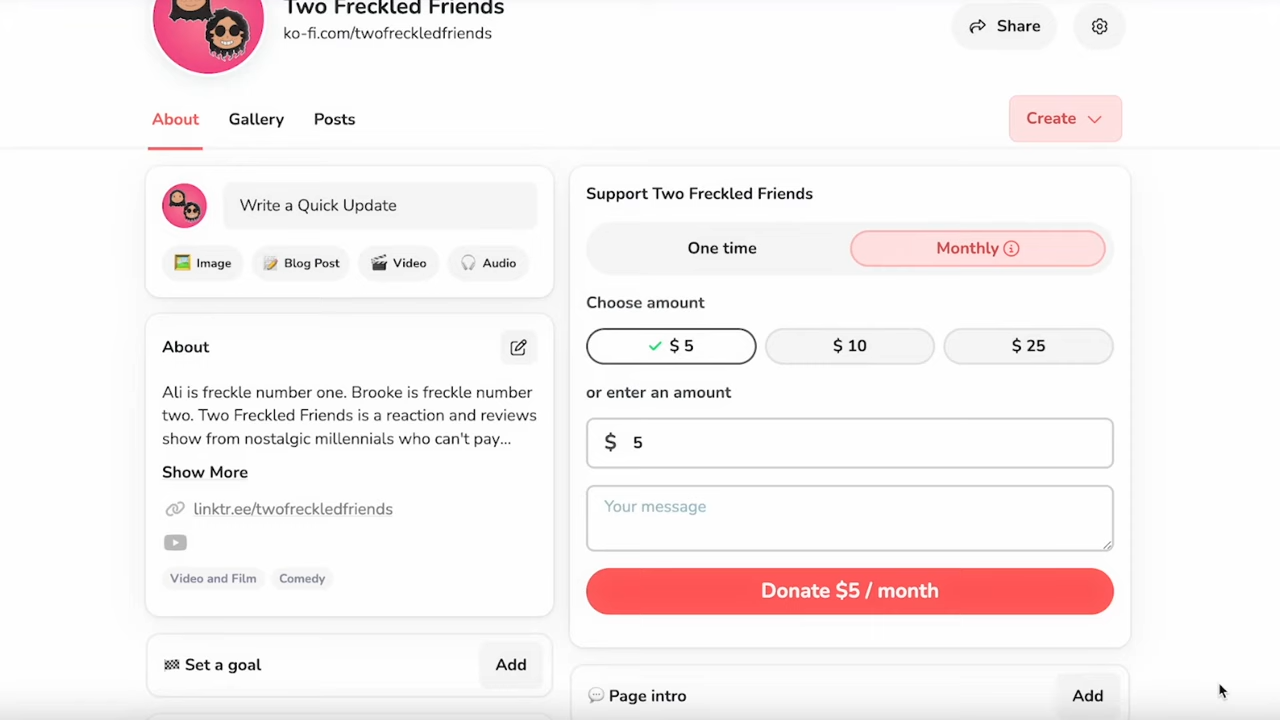 Two Freckled Friends
ko-fi.com/twofreckledfriends
Share
About
Gallery
Posts
Create
Write a Quick Update
Image
Blog Post
Video
Audio
About
Ali is freckle number one. Brooke is freckle number
two. Two Freckled Friends is a reaction and reviews
show from nostalgic millennials who can't pay...
Show More
linktr.ee/twofreckledfriends
Video and Film
Comedy
Set a goal
Add
Support Two Freckled Friends
One time
Monthly
Choose amount
$ 5
$ 10
$ 25
or enter an amount
$ 5
Your message
Donate $5 / month
Page intro
Add